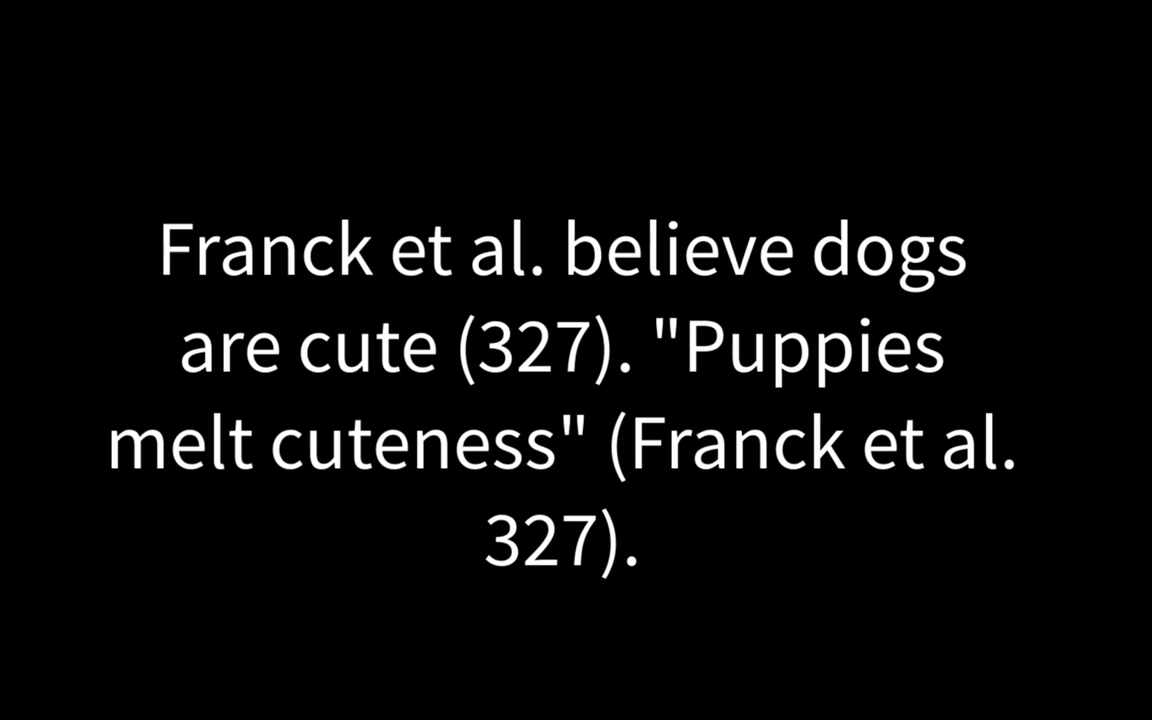 Franck et al. believe dogs
are cute (327). "Puppies
melt cuteness" (Franck et al.
327).